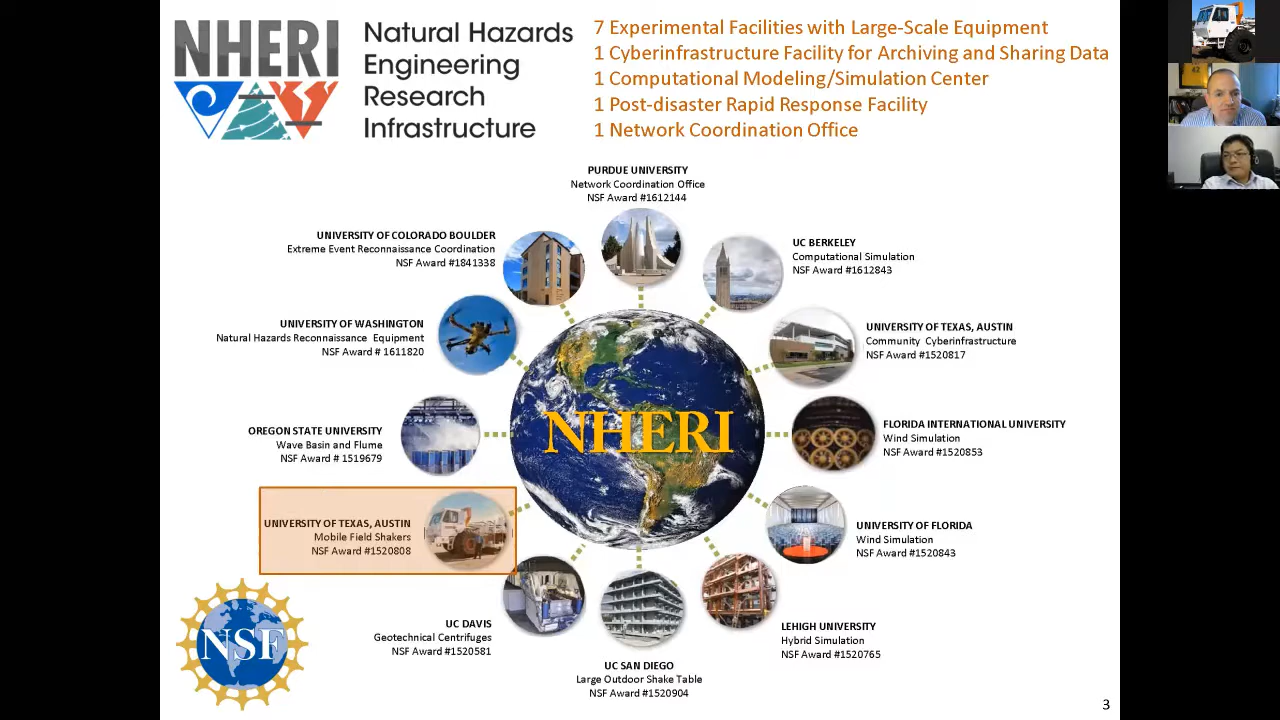 NHERI
Natural Hazards
Engineering
Research
Infrastructure
7 Experimental Facilities with Large-Scale Equipment
1 Cyberinfrastructure Facility for Archiving and Sharing Data
1 Computational Modeling/Simulation Center
1 Post-disaster Rapid Response Facility
1 Network Coordination Office
PURDUE UNIVERSITY
Network Coordination Office
NSF Award #1612144
UNIVERSITY OF COLORADO BOULDER
Extreme Event Reconnaissance Coordination
NSF Award #1841338
UC BERKELEY
Computational Simulation
NSF Award #1612843
UNIVERSITY OF WASHINGTON
Natural Hazards Reconnaissance Equipment
NSF Award # 1611820
UNIVERSITY OF TEXAS, AUSTIN
Community Cyberinfrastructure
NSF Award #1520817
OREGON STATE UNIVERSITY
Wave Basin and Flume
NSF Award # 1519679
NHERI
FLORIDA INTERNATIONAL UNIVERSITY
Wind Simulation
NSF Award #1520853
UNIVERSITY OF TEXAS, AUSTIN
Mobile Field Shakers
NSF Award #1520808
UNIVERSITY OF FLORIDA
Wind Simulation
NSF Award #1520843
UC DAVIS
Geotechnical Centrifuges
NSF Award #1520581
LEHIGH UNIVERSITY
Hybrid Simulation
NSF Award #1520765
UC SAN DIEGO
Large Outdoor Shake Table
NSF Award #1520904
NSF
3